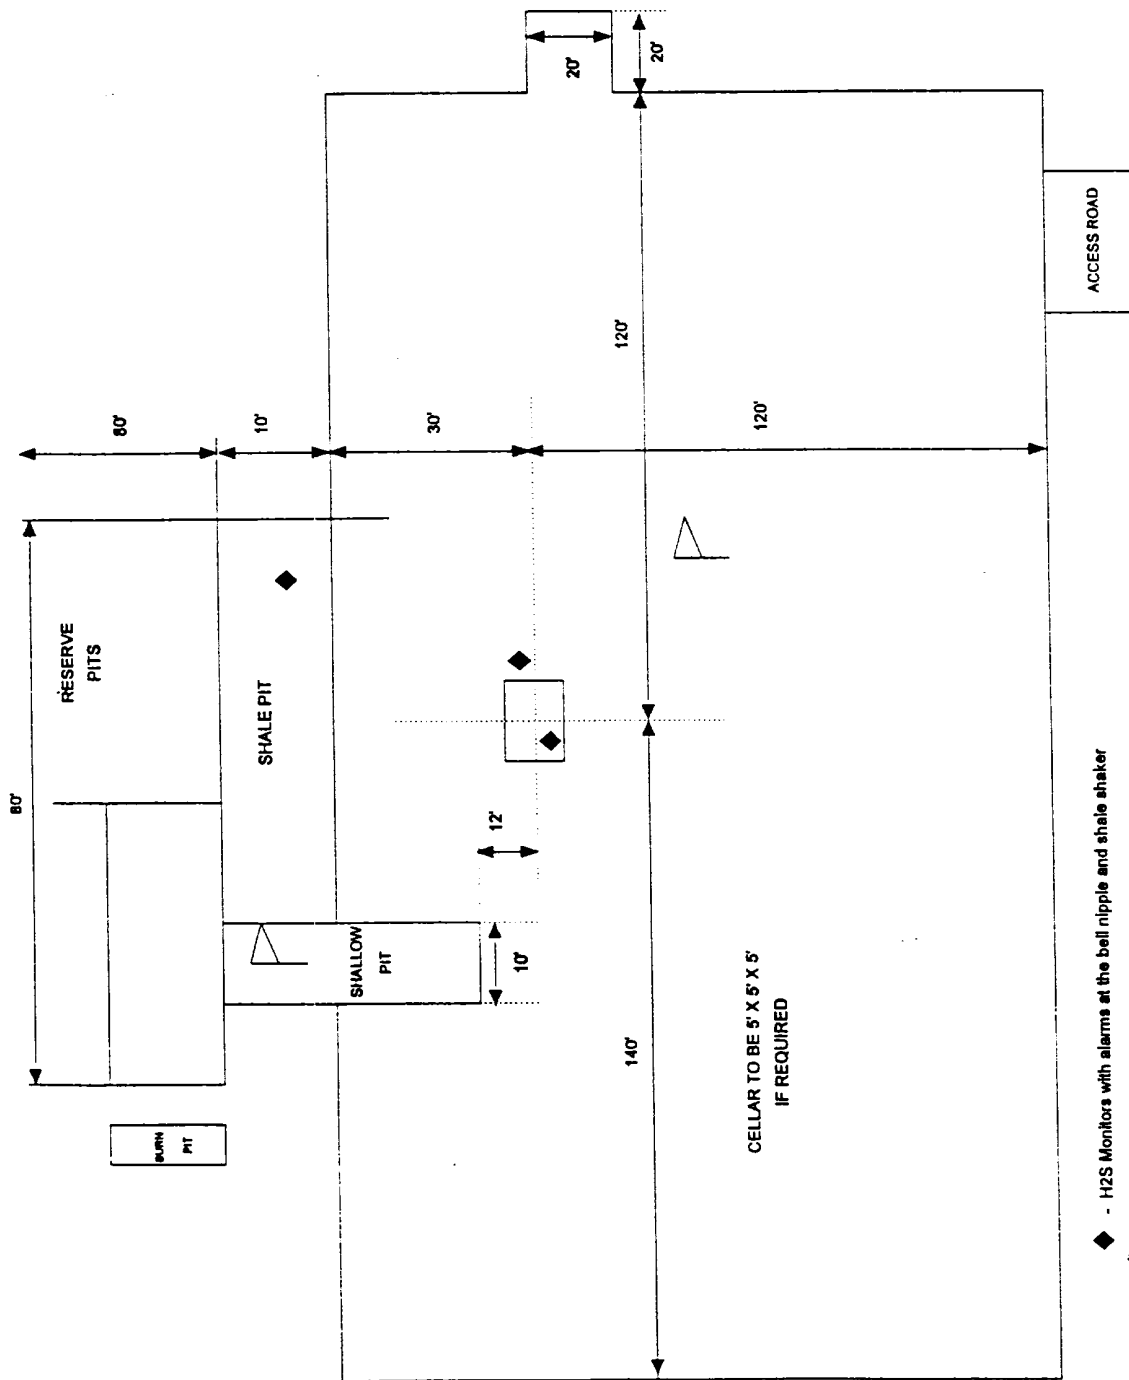 80'
RESERVE
PITS
80'
BURN
PIT
SHALE PIT
10'
SHALLOW
PIT
30'
12'
10'
20'
140'
120'
20'
CELLAR TO BE 5' X 5' X 5'
IF REQUIRED
120'
ACCESS ROAD
◆ - H2S Monitors with alarms at the bell nipple and shale shaker